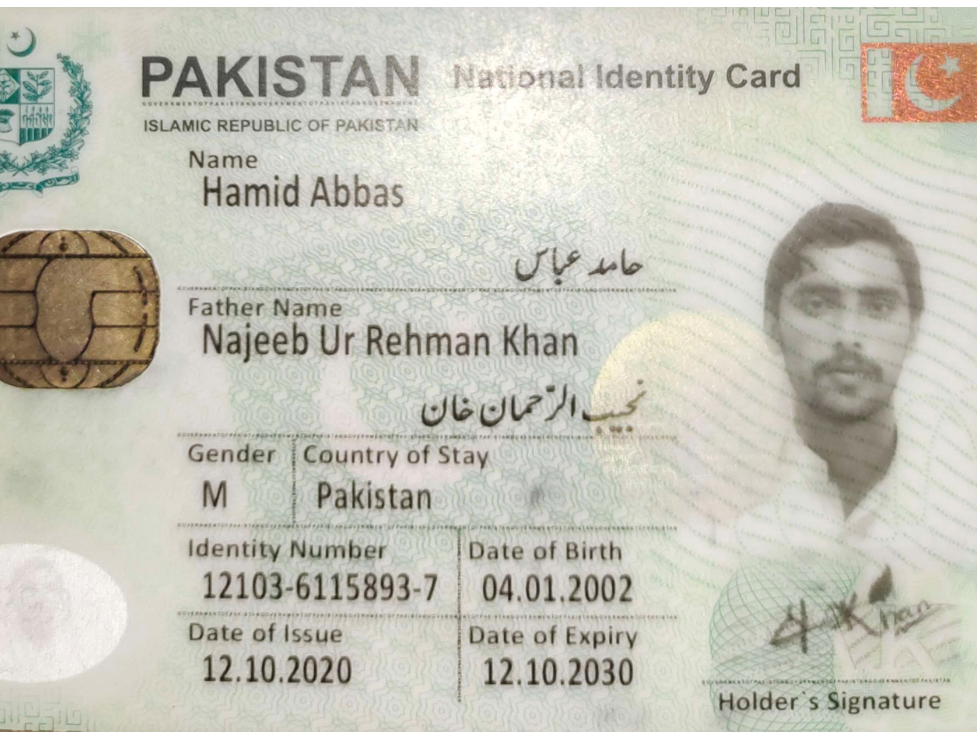 PAKISTAN National Identity Card
ISLAMIC REPUBLIC OF PAKISTAN
Name
Hamid Abbas
حامد عباس
Father Name
Najeeb Ur Rehman Khan
نجیب الرّحمان خان
Gender Country of Stay
M Pakistan
Identity Number Date of Birth
12103-6115893-7 04.01.2002
Date of Issue Date of Expiry
12.10.2020 12.10.2030
Holder`s Signature